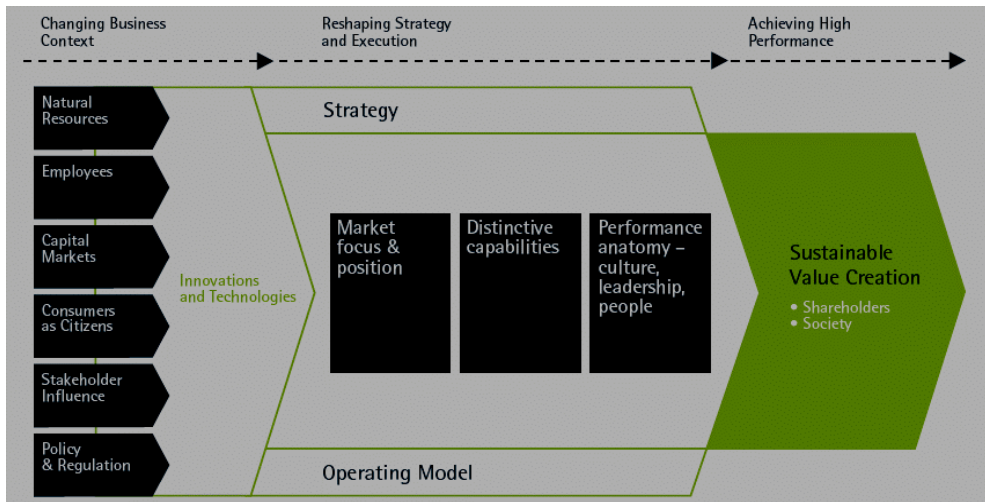 Changing Business
Context
Reshaping Strategy
and Execution
Achieving High
Performance
Natural
Resources
Employees
Capital
Markets
Consumers
as Citizens
Stakeholder
Influence
Policy
& Regulation
Innovations
and Technologies
Strategy
Market
focus &
position
Distinctive
capabilities
Performance
anatomy –
culture,
leadership,
people
Operating Model
Sustainable
Value Creation
• Shareholders
• Society